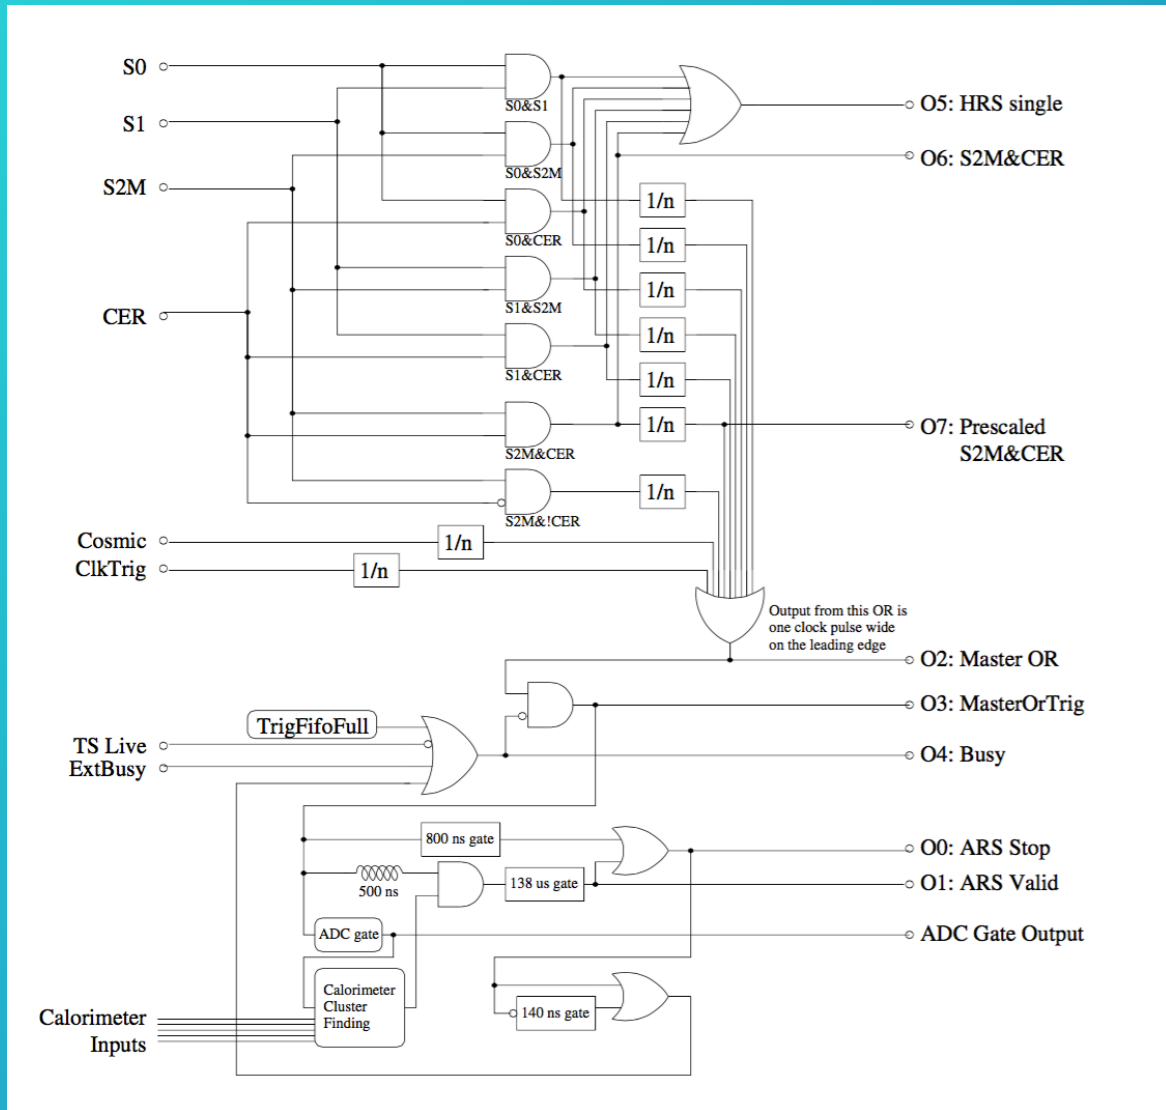 S0
S1
S2M
CER
S0&S1
S0&S2M
S0&CER
S1&S2M
S1&CER
S2M&CER
S2M&!CER
O5: HRS single
O6: S2M&CER
1/n
1/n
1/n
1/n
1/n
1/n
O7: Prescaled
S2M&CER
1/n
Cosmic
1/n
ClkTrig
1/n
Output from this OR is
one clock pulse wide
on the leading edge
O2: Master OR
O3: MasterOrTrig
TrigFifoFull
TS Live
ExtBusy
O4: Busy
800 ns gate
O0: ARS Stop
500 ns
138 us gate
O1: ARS Valid
ADC gate
ADC Gate Output
Calorimeter
Cluster
Finding
140 ns gate
Calorimeter
Inputs